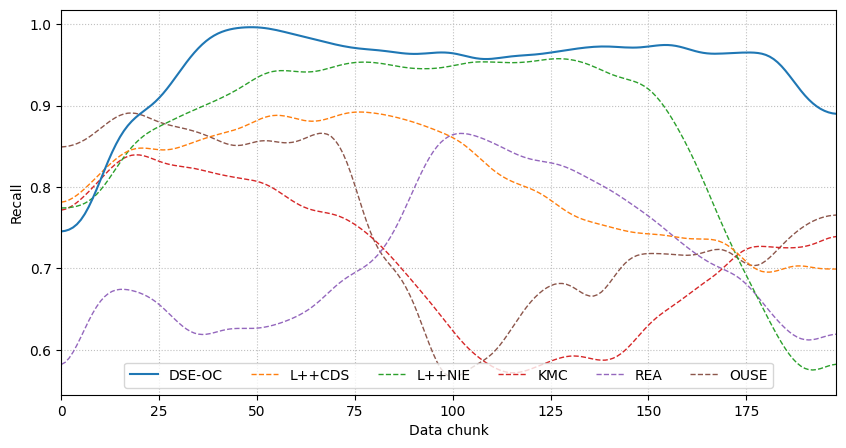 1.0
0.9
0.8
0.7
0.6
Recall
DSE-OC L++CDS L++NIE KMC REA OUSE
0 25 50 75 100 125 150 175
Data chunk